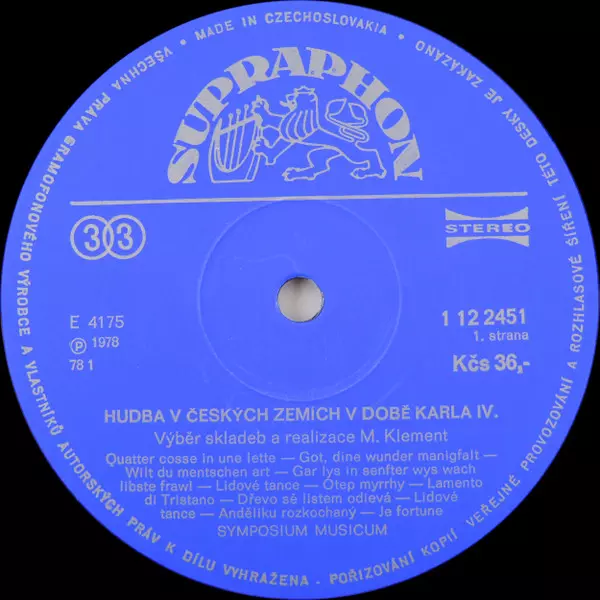 VŠECHNA PRÁVA GRAMOFONOVÉHO VÝROBCE A VLASTNÍKŮ AUTORSKÝCH PRÁV K DÍLU VYHRAŽENA - POŘIZOVÁNÍ KOPIÍ VEŘEJNÉ PROVOZOVÁNÍ A ROZHLASOVÉ ŠÍŘENÍ TÉTO DESKY JE ZAKÁZÁNO
• MADE IN CZECHOSLOVAKIA •
SUPRAPHON
33
STEREO
E 4175
1 12 2451
Ⓟ 1978
1. strana
78 1
Kčs 36,-
HUDBA V ČESKÝCH ZEMÍCH V DOBĚ KARLA IV.
Výběr skladeb a realizace M. Klement
Quatter cosse in une lette — Got, dine wunder manigfalt —
Wilt du mentschen art — Gar lys in senfter wys wach
libste frawl — Lidové tance — Otep myrrhy — Lamento
di Tristano — Dřevo sě listem odievá — Lidové
tance — Andělíku rozkochaný — Je fortune
SYMPOSIUM MUSICUM